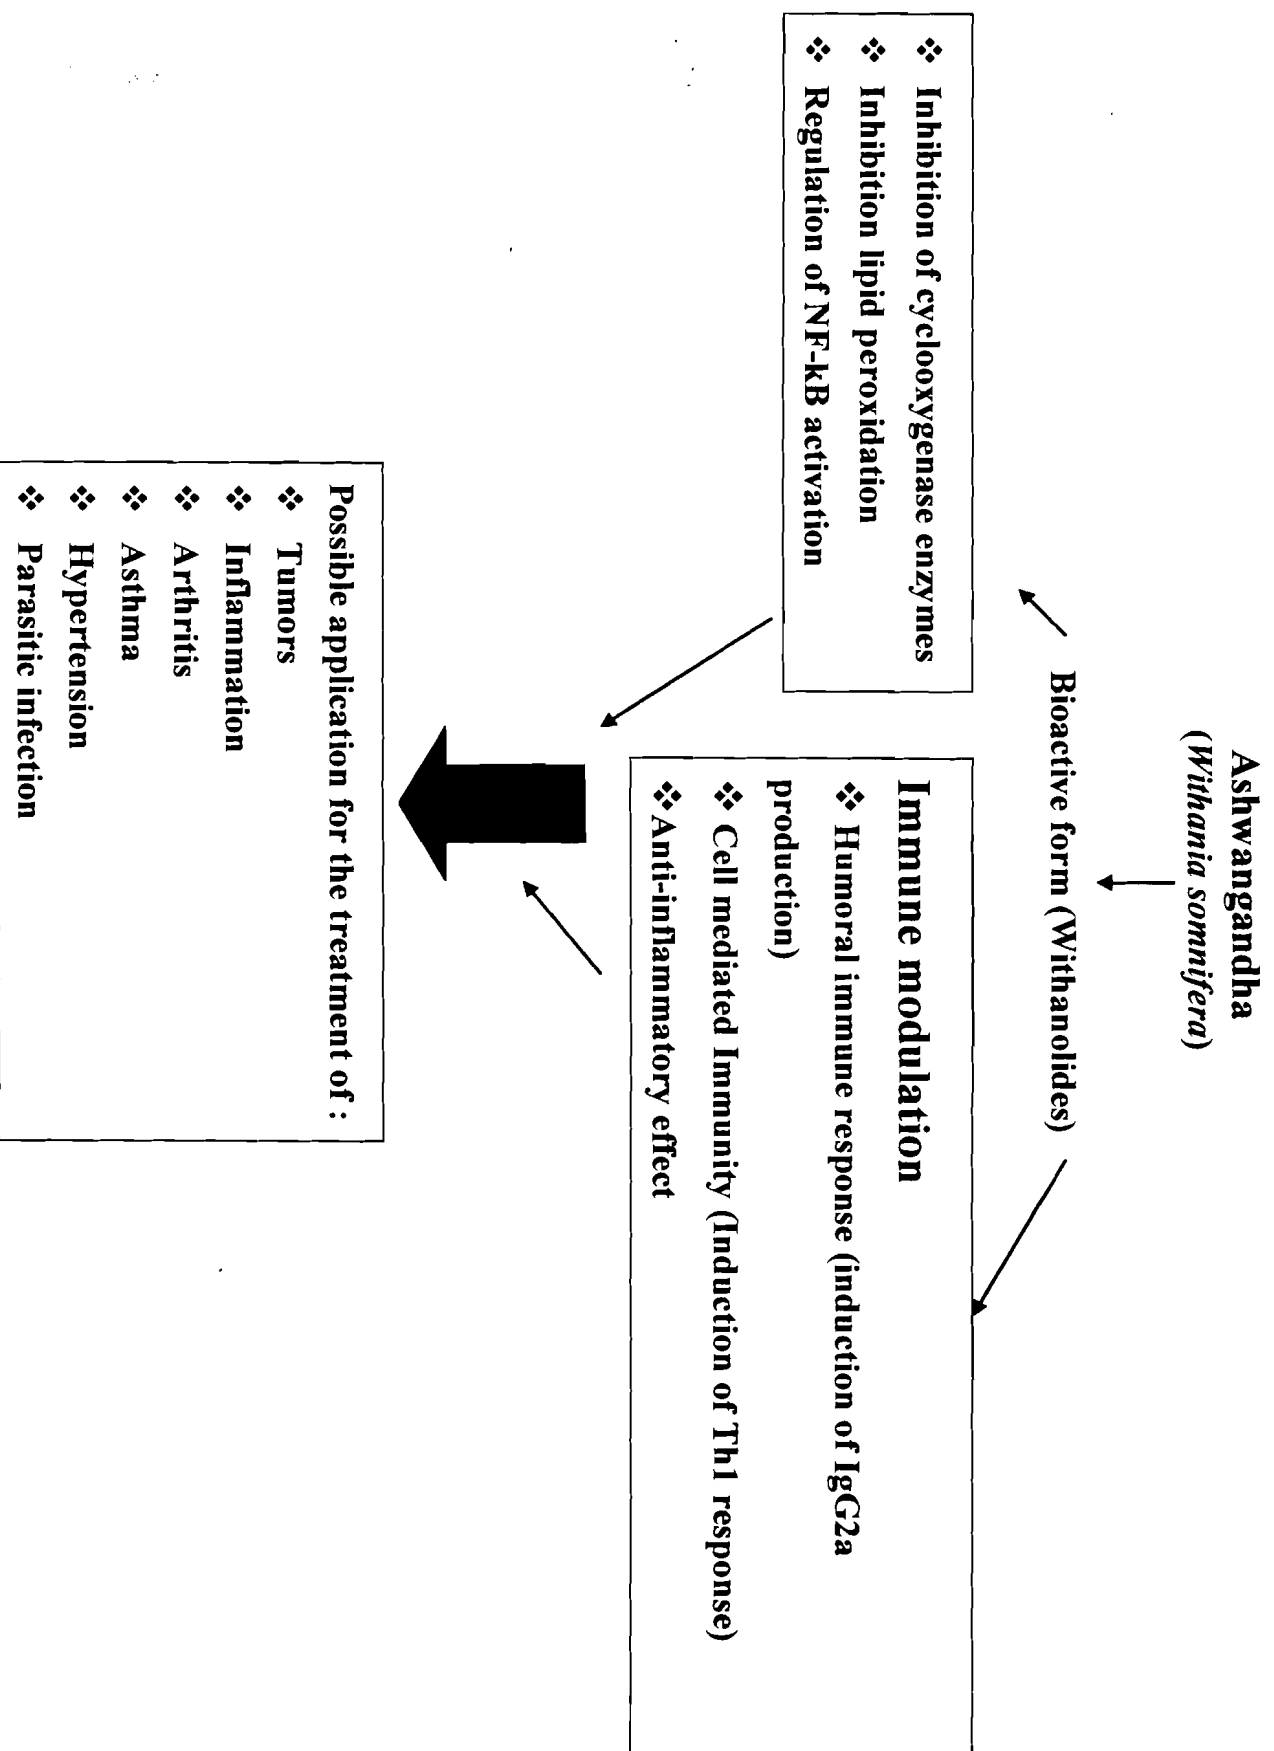 Ashwangandha
(Withania somnifera)
Bioactive form (Withanolides)
❖ Inhibition of cyclooxygenase enzymes
❖ Inhibition lipid peroxidation
❖ Regulation of NF-kB activation
Immune modulation
❖ Humoral immune response (induction of IgG2a
production)
❖ Cell mediated Immunity (Induction of Th1 response)
❖ Anti-inflammatory effect
Possible application for the treatment of :
❖ Tumors
❖ Inflammation
❖ Arthritis
❖ Asthma
❖ Hypertension
❖ Parasitic infection